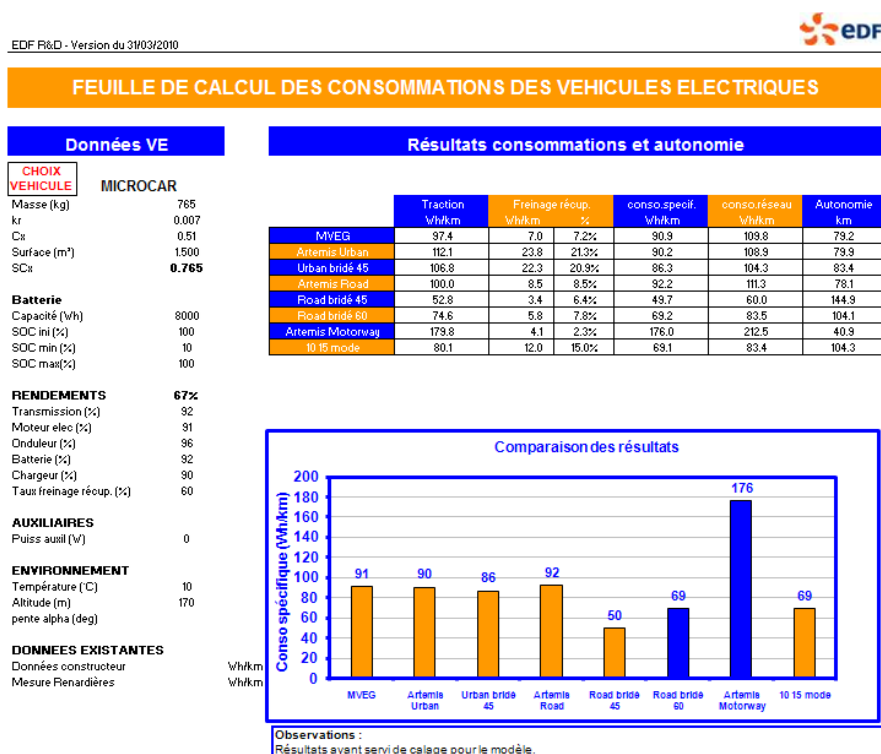 EDF R&D - Version du 31/03/2010
eDF
FEUILLE DE CALCUL DES CONSOMMATIONS DES VEHICULES ELECTRIQUES
Données VE
CHOIX
VEHICULE MICROCAR
Masse (kg) 765
kr 0.007
Cx 0.51
Surface (m²) 1.500
SCx 0.765
Batterie
Capacité (Wh) 8000
SOC ini (%) 100
SOC min (%) 10
SOC max(%) 100
RENDEMENTS 67%
Transmission (%) 92
Moteur elec (%) 91
Onduleur (%) 96
Batterie (%) 92
Chargeur (%) 90
Taux freinage récup. (%) 60
AUXILIAIRES
Puiss auxil (W) 0
ENVIRONNEMENT
Température (°C) 10
Altitude (m) 170
pente alpha (deg)
DONNEES EXISTANTES
Données constructeur Wh/km
Mesure Renardières Wh/km
Résultats consommations et autonomie
Traction Freinage récup. conso.specif. conso.réseau Autonomie
Wh/km Wh/km % Wh/km Wh/km km
MVEG 97.4 7.0 7.2% 90.9 109.8 79.2
Artemis Urban 112.1 23.8 21.3% 90.2 108.9 79.9
Urban bridé 45 106.8 22.3 20.9% 86.3 104.3 83.4
Artemis Road 100.0 8.5 8.5% 92.2 111.3 78.1
Road bridé 45 52.8 3.4 6.4% 49.7 60.0 144.9
Road bridé 60 74.6 5.8 7.8% 69.2 83.5 104.1
Artemis Motorway 179.8 4.1 2.3% 176.0 212.5 40.9
10 15 mode 80.1 12.0 15.0% 69.1 83.4 104.3
Comparaison des résultats
Conso spécifique (Wh/km)
200
180
160
140
120
100
80
60
40
20
0
91
90
86
92
50
69
176
69
MVEG
Artemis
Urban
Urban bridé
45
Artemis
Road
Road bridé
45
Road bridé
60
Artemis
Motorway
10 15 mode
Observations :
Résultats ayant servi de calage pour le modèle.